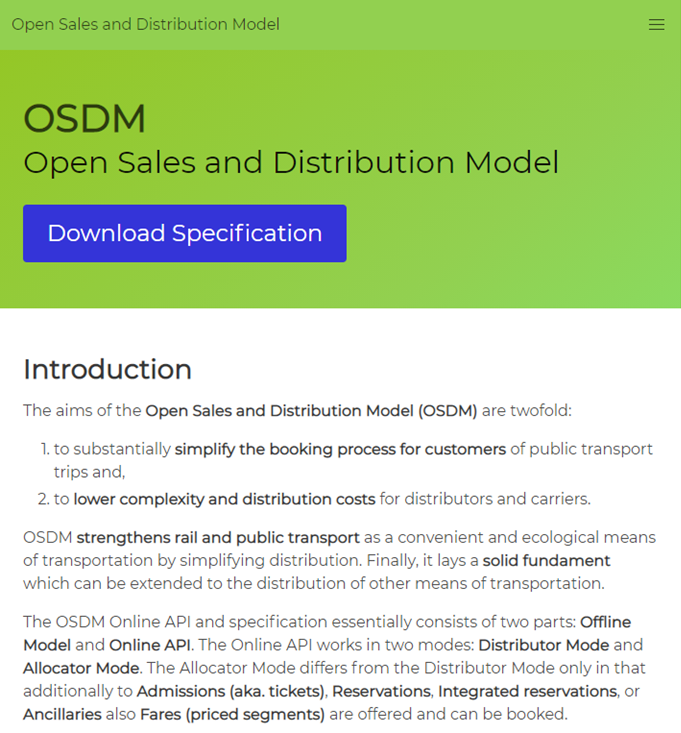 Open Sales and Distribution Model
OSDM
Open Sales and Distribution Model
Download Specification
Introduction
The aims of the Open Sales and Distribution Model (OSDM) are twofold:
1. to substantially simplify the booking process for customers of public transport
trips and,
2. to lower complexity and distribution costs for distributors and carriers.
OSDM strengthens rail and public transport as a convenient and ecological means
of transportation by simplifying distribution. Finally, it lays a solid fundament
which can be extended to the distribution of other means of transportation.
The OSDM Online API and specification essentially consists of two parts: Offline
Model and Online API. The Online API works in two modes: Distributor Mode and
Allocator Mode. The Allocator Mode differs from the Distributor Mode only in that
additionally to Admissions (aka. tickets), Reservations, Integrated reservations, or
Ancillaries also Fares (priced segments) are offered and can be booked.